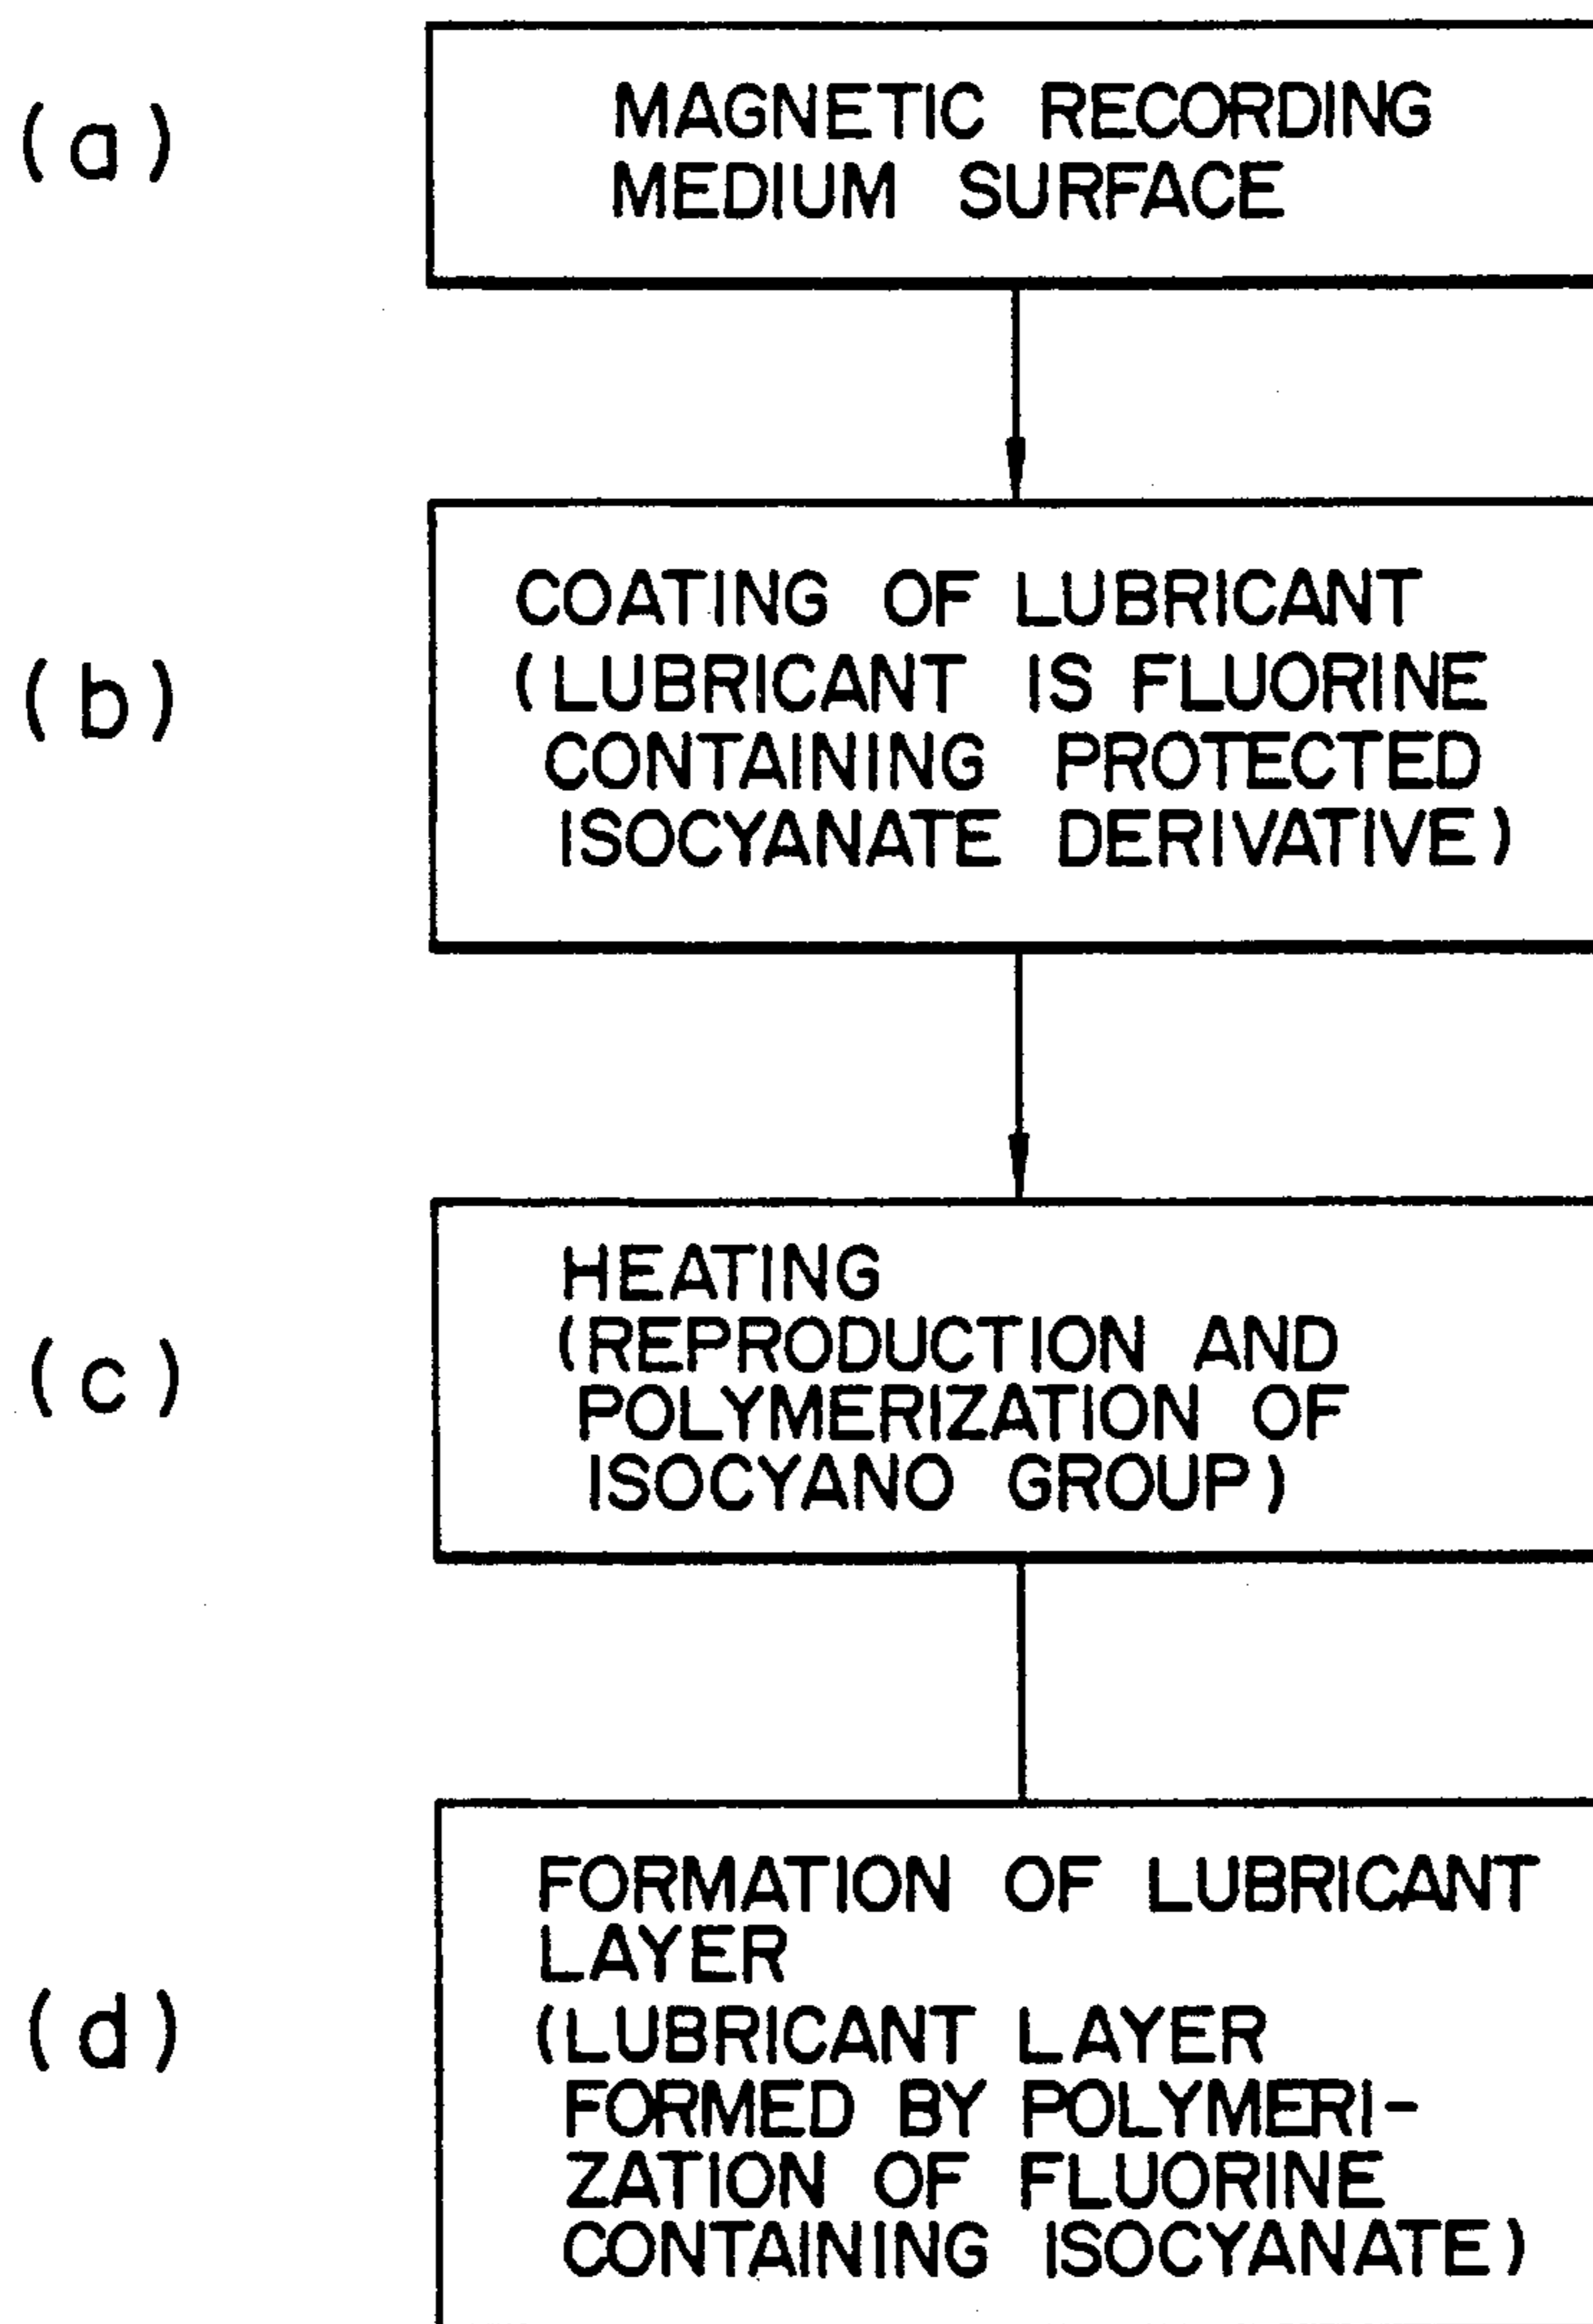 (a)
MAGNETIC RECORDING
MEDIUM SURFACE
(b)
COATING OF LUBRICANT
(LUBRICANT IS FLUORINE
CONTAINING PROTECTED
ISOCYANATE DERIVATIVE)
(c)
HEATING
(REPRODUCTION AND
POLYMERIZATION OF
ISOCYANO GROUP)
(d)
FORMATION OF LUBRICANT
LAYER
(LUBRICANT LAYER
FORMED BY POLYMERI-
ZATION OF FLUORINE
CONTAINING ISOCYANATE)